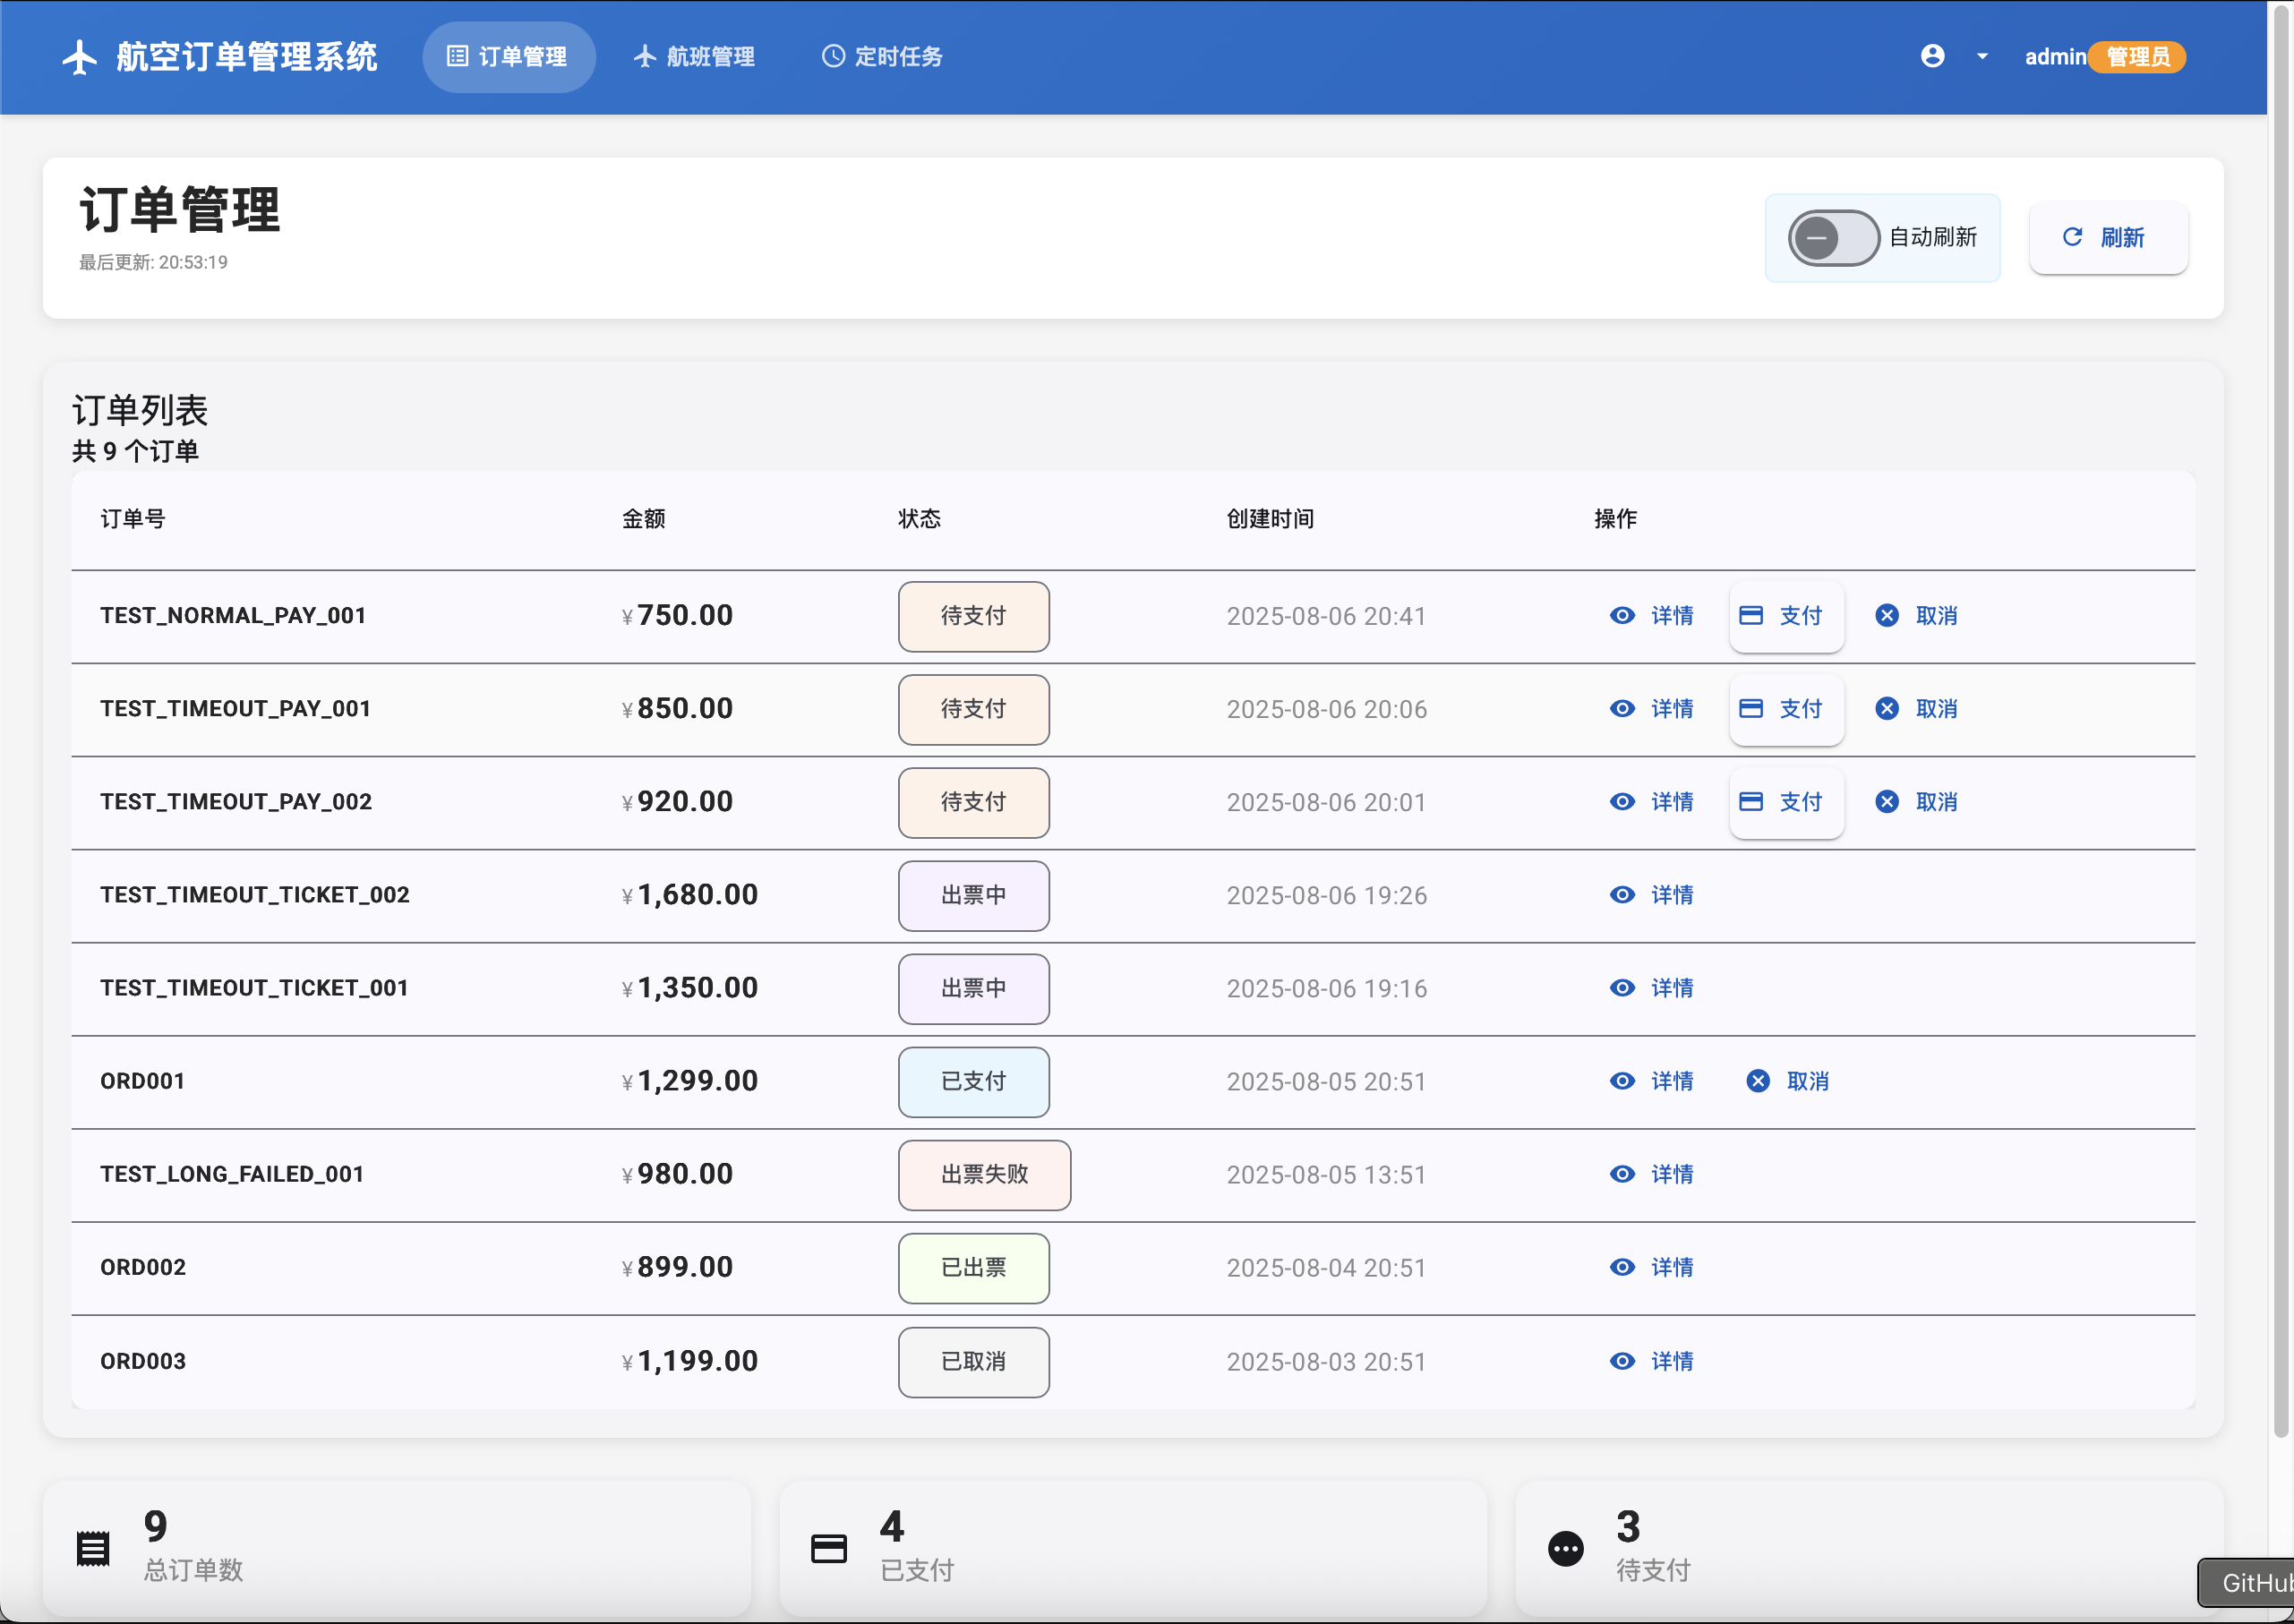 航空订单管理系统 订单管理 航班管理 定时任务 admin 管理员
订单管理
最后更新: 20:53:19
自动刷新 刷新
订单列表
共 9 个订单
订单号 金额 状态 创建时间 操作
TEST_NORMAL_PAY_001 ¥750.00 待支付 2025-08-06 20:41 详情 支付 取消
TEST_TIMEOUT_PAY_001 ¥850.00 待支付 2025-08-06 20:06 详情 支付 取消
TEST_TIMEOUT_PAY_002 ¥920.00 待支付 2025-08-06 20:01 详情 支付 取消
TEST_TIMEOUT_TICKET_002 ¥1,680.00 出票中 2025-08-06 19:26 详情
TEST_TIMEOUT_TICKET_001 ¥1,350.00 出票中 2025-08-06 19:16 详情
ORD001 ¥1,299.00 已支付 2025-08-05 20:51 详情 取消
TEST_LONG_FAILED_001 ¥980.00 出票失败 2025-08-05 13:51 详情
ORD002 ¥899.00 已出票 2025-08-04 20:51 详情
ORD003 ¥1,199.00 已取消 2025-08-03 20:51 详情
9 4 3
总订单数 已支付 待支付
GitHub